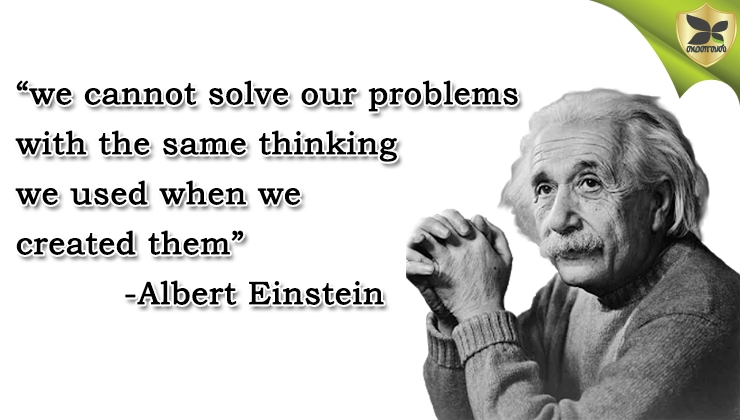 “we cannot solve our problems
with the same thinking
we used when we
created them”
-Albert Einstein